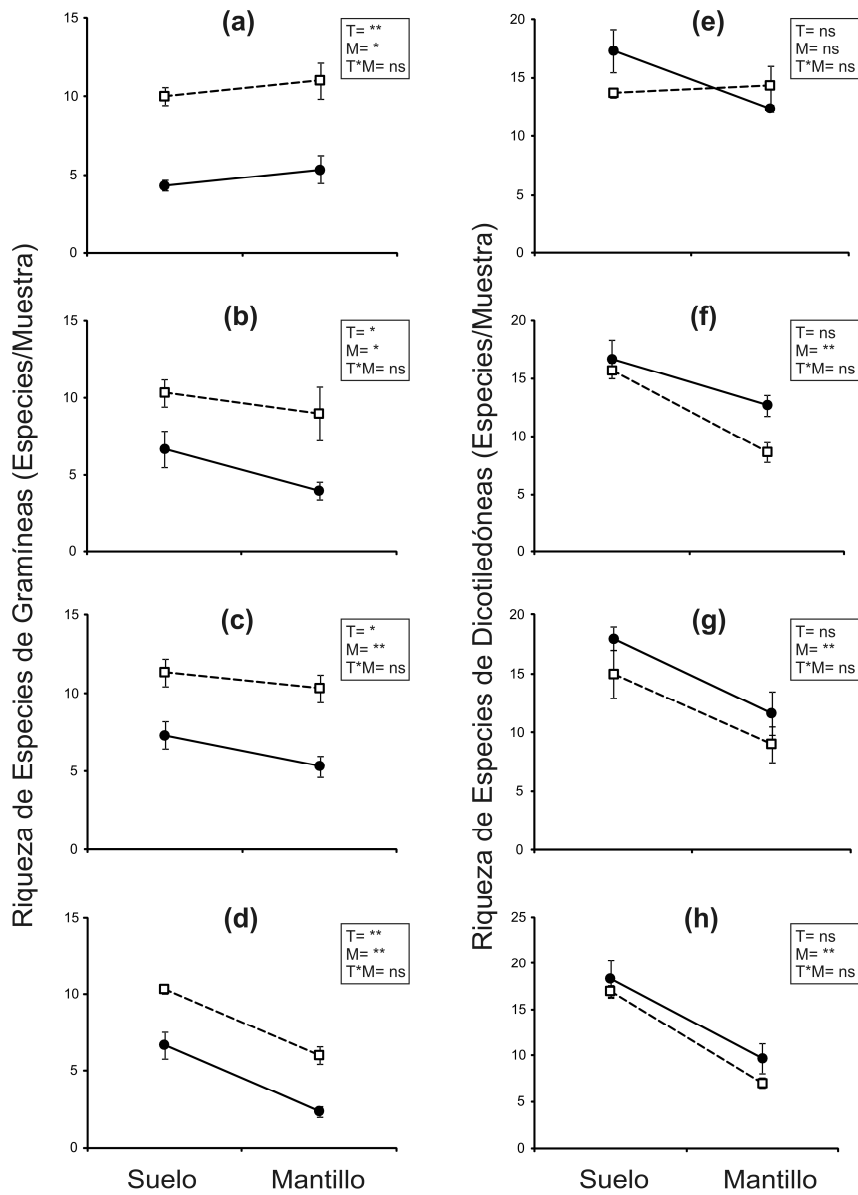 Riqueza de Especies de Gramíneas (Especies/Muestra)
(a)
T= **
M= *
T*M= ns
15
10
5
0
(b)
T= *
M= *
T*M= ns
15
10
5
0
(c)
T= *
M= **
T*M= ns
15
10
5
0
(d)
T= **
M= **
T*M= ns
15
10
5
0
Suelo
Mantillo
Riqueza de Especies de Dicotiledóneas (Especies/Muestra)
(e)
T= ns
M= ns
T*M= ns
20
15
10
5
0
(f)
T= ns
M= **
T*M= ns
20
15
10
5
0
(g)
T= ns
M= **
T*M= ns
20
15
10
5
0
(h)
T= ns
M= **
T*M= ns
25
20
15
10
5
0
Suelo
Mantillo